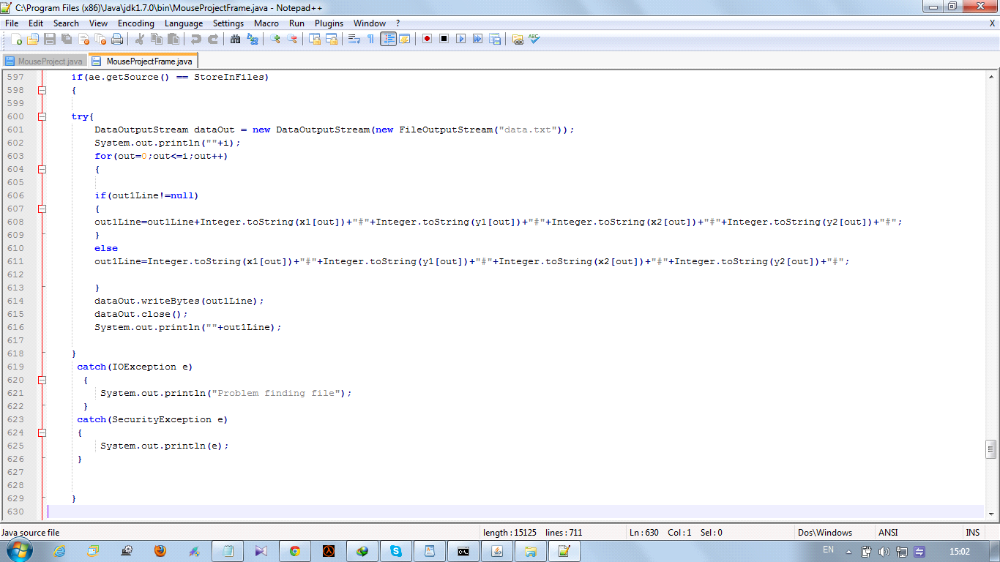 C:\Program Files (x86)\Java\jdk1.7.0\bin\MouseProjectFrame.java - Notepad++
File Edit Search View Encoding Language Settings Macro Run Plugins Window ? X
MouseProject.java MouseProjectFrame.java
597 if(ae.getSource() == StoreInFiles)
598 {
599
600 try{
601 DataOutputStream dataOut = new DataOutputStream(new FileOutputStream("data.txt"));
602 System.out.println(""+i);
603 for(out=0;out<=i;out++)
604 {
605
606 if(out1Line!=null)
607 {
608 out1Line=out1Line+Integer.toString(x1[out])+"#"+Integer.toString(y1[out])+"#"+Integer.toString(x2[out])+"#"+Integer.toString(y2[out])+"#";
609 }
610 else
611 out1Line=Integer.toString(x1[out])+"#"+Integer.toString(y1[out])+"#"+Integer.toString(x2[out])+"#"+Integer.toString(y2[out])+"#";
612
613 }
614 dataOut.writeBytes(out1Line);
615 dataOut.close();
616 System.out.println(""+out1Line);
617
618 }
619 catch(IOException e)
620 {
621 System.out.println("Problem finding file");
622 }
623 catch(SecurityException e)
624 {
625 System.out.println(e);
626 }
627
628
629 }
630
Java source file length : 15125 lines : 711 Ln : 630 Col : 1 Sel : 0 Dos\Windows ANSI INS
EN 15:02